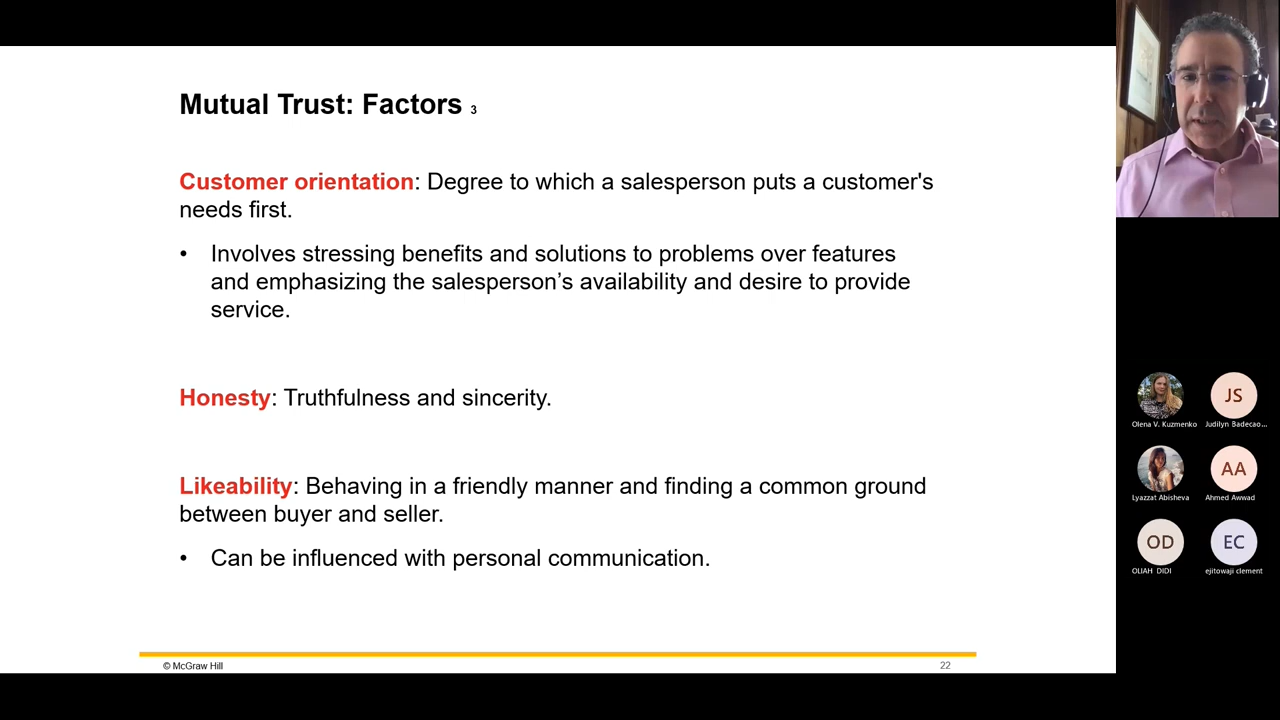 Mutual Trust: Factors 3
Customer orientation: Degree to which a salesperson puts a customer's
needs first.
• Involves stressing benefits and solutions to problems over features
and emphasizing the salesperson’s availability and desire to provide
service.
Honesty: Truthfulness and sincerity.
Likeability: Behaving in a friendly manner and finding a common ground
between buyer and seller.
• Can be influenced with personal communication.
© McGraw Hill
22
JS
Olena V. Kuzmenko
Judilyn Badecao...
AA
Lyazzat Abisheva
Ahmed Awwad
OD
EC
OLIAH DIDI
ejitowaji clement